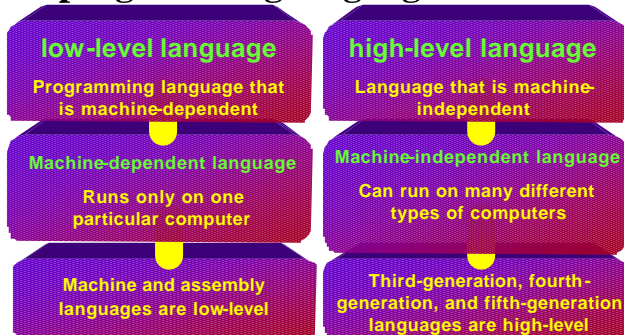 low-level language
Programming language that
is machine-dependent
Machine-dependent language
Runs only on one
particular computer
Machine and assembly
languages are low-level
high-level language
Language that is machine-
independent
Machine-independent language
Can run on many different
types of computers
Third-generation, fourth-
generation, and fifth-generation
languages are high-level